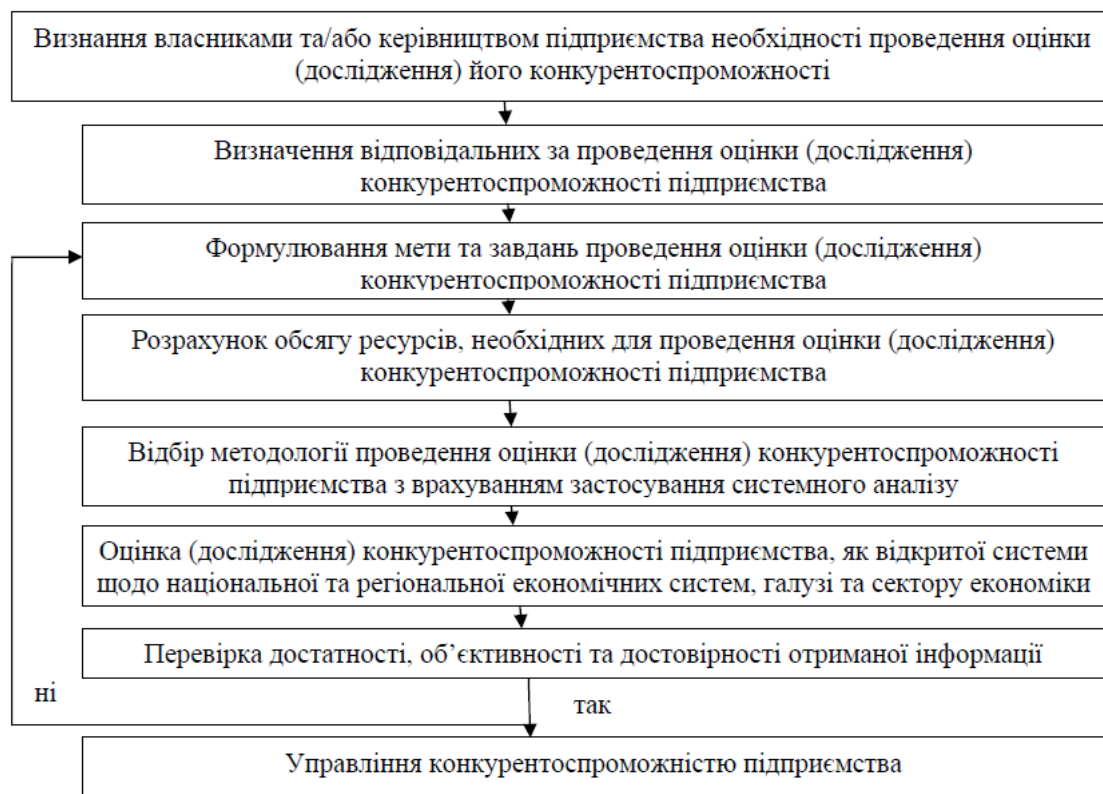 Визнання власниками та/або керівництвом підприємства необхідності проведення оцінки
(дослідження) його конкурентоспроможності
Визначення відповідальних за проведення оцінки (дослідження)
конкурентоспроможності підприємства
Формулювання мети та завдань проведення оцінки (дослідження)
конкурентоспроможності підприємства
Розрахунок обсягу ресурсів, необхідних для проведення оцінки (дослідження)
конкурентоспроможності підприємства
Відбір методології проведення оцінки (дослідження) конкурентоспроможності
підприємства з врахуванням застосування системного аналізу
Оцінка (дослідження) конкурентоспроможності підприємства, як відкритої системи
щодо національної та регіональної економічних систем, галузі та сектору економіки
Перевірка достатності, об’єктивності та достовірності отриманої інформації
ні
так
Управління конкурентоспроможністю підприємства